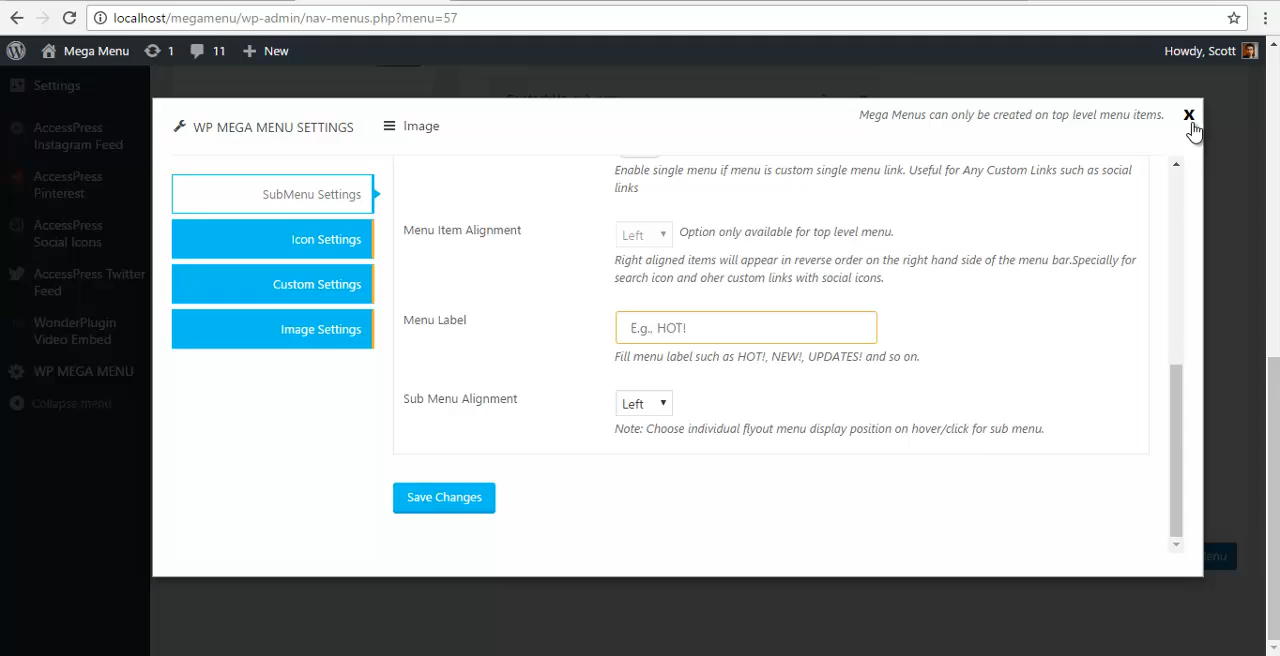 localhost/megamenu/wp-admin/nav-menus.php?menu=57
Mega Menu 1 11 New
Howdy, Scott
Settings
AccessPress
Instagram Feed
AccessPress
Pinterest
AccessPress
Social Icons
AccessPress Twitter
Feed
WonderPlugin
Video Embed
WP MEGA MENU
Collapse menu
WP MEGA MENU SETTINGS
Image
Mega Menus can only be created on top level menu items.
X
SubMenu Settings
Icon Settings
Custom Settings
Image Settings
Enable single menu if menu is custom single menu link. Useful for Any Custom Links such as social
links
Menu Item Alignment
Left
Option only available for top level menu.
Right aligned items will appear in reverse order on the right hand side of the menu bar.Specially for
search icon and oher custom links with social icons.
Menu Label
E.g., HOT!
Fill menu label such as HOT!, NEW!, UPDATES! and so on.
Sub Menu Alignment
Left
Note: Choose individual flyout menu display position on hover/click for sub menu.
Save Changes